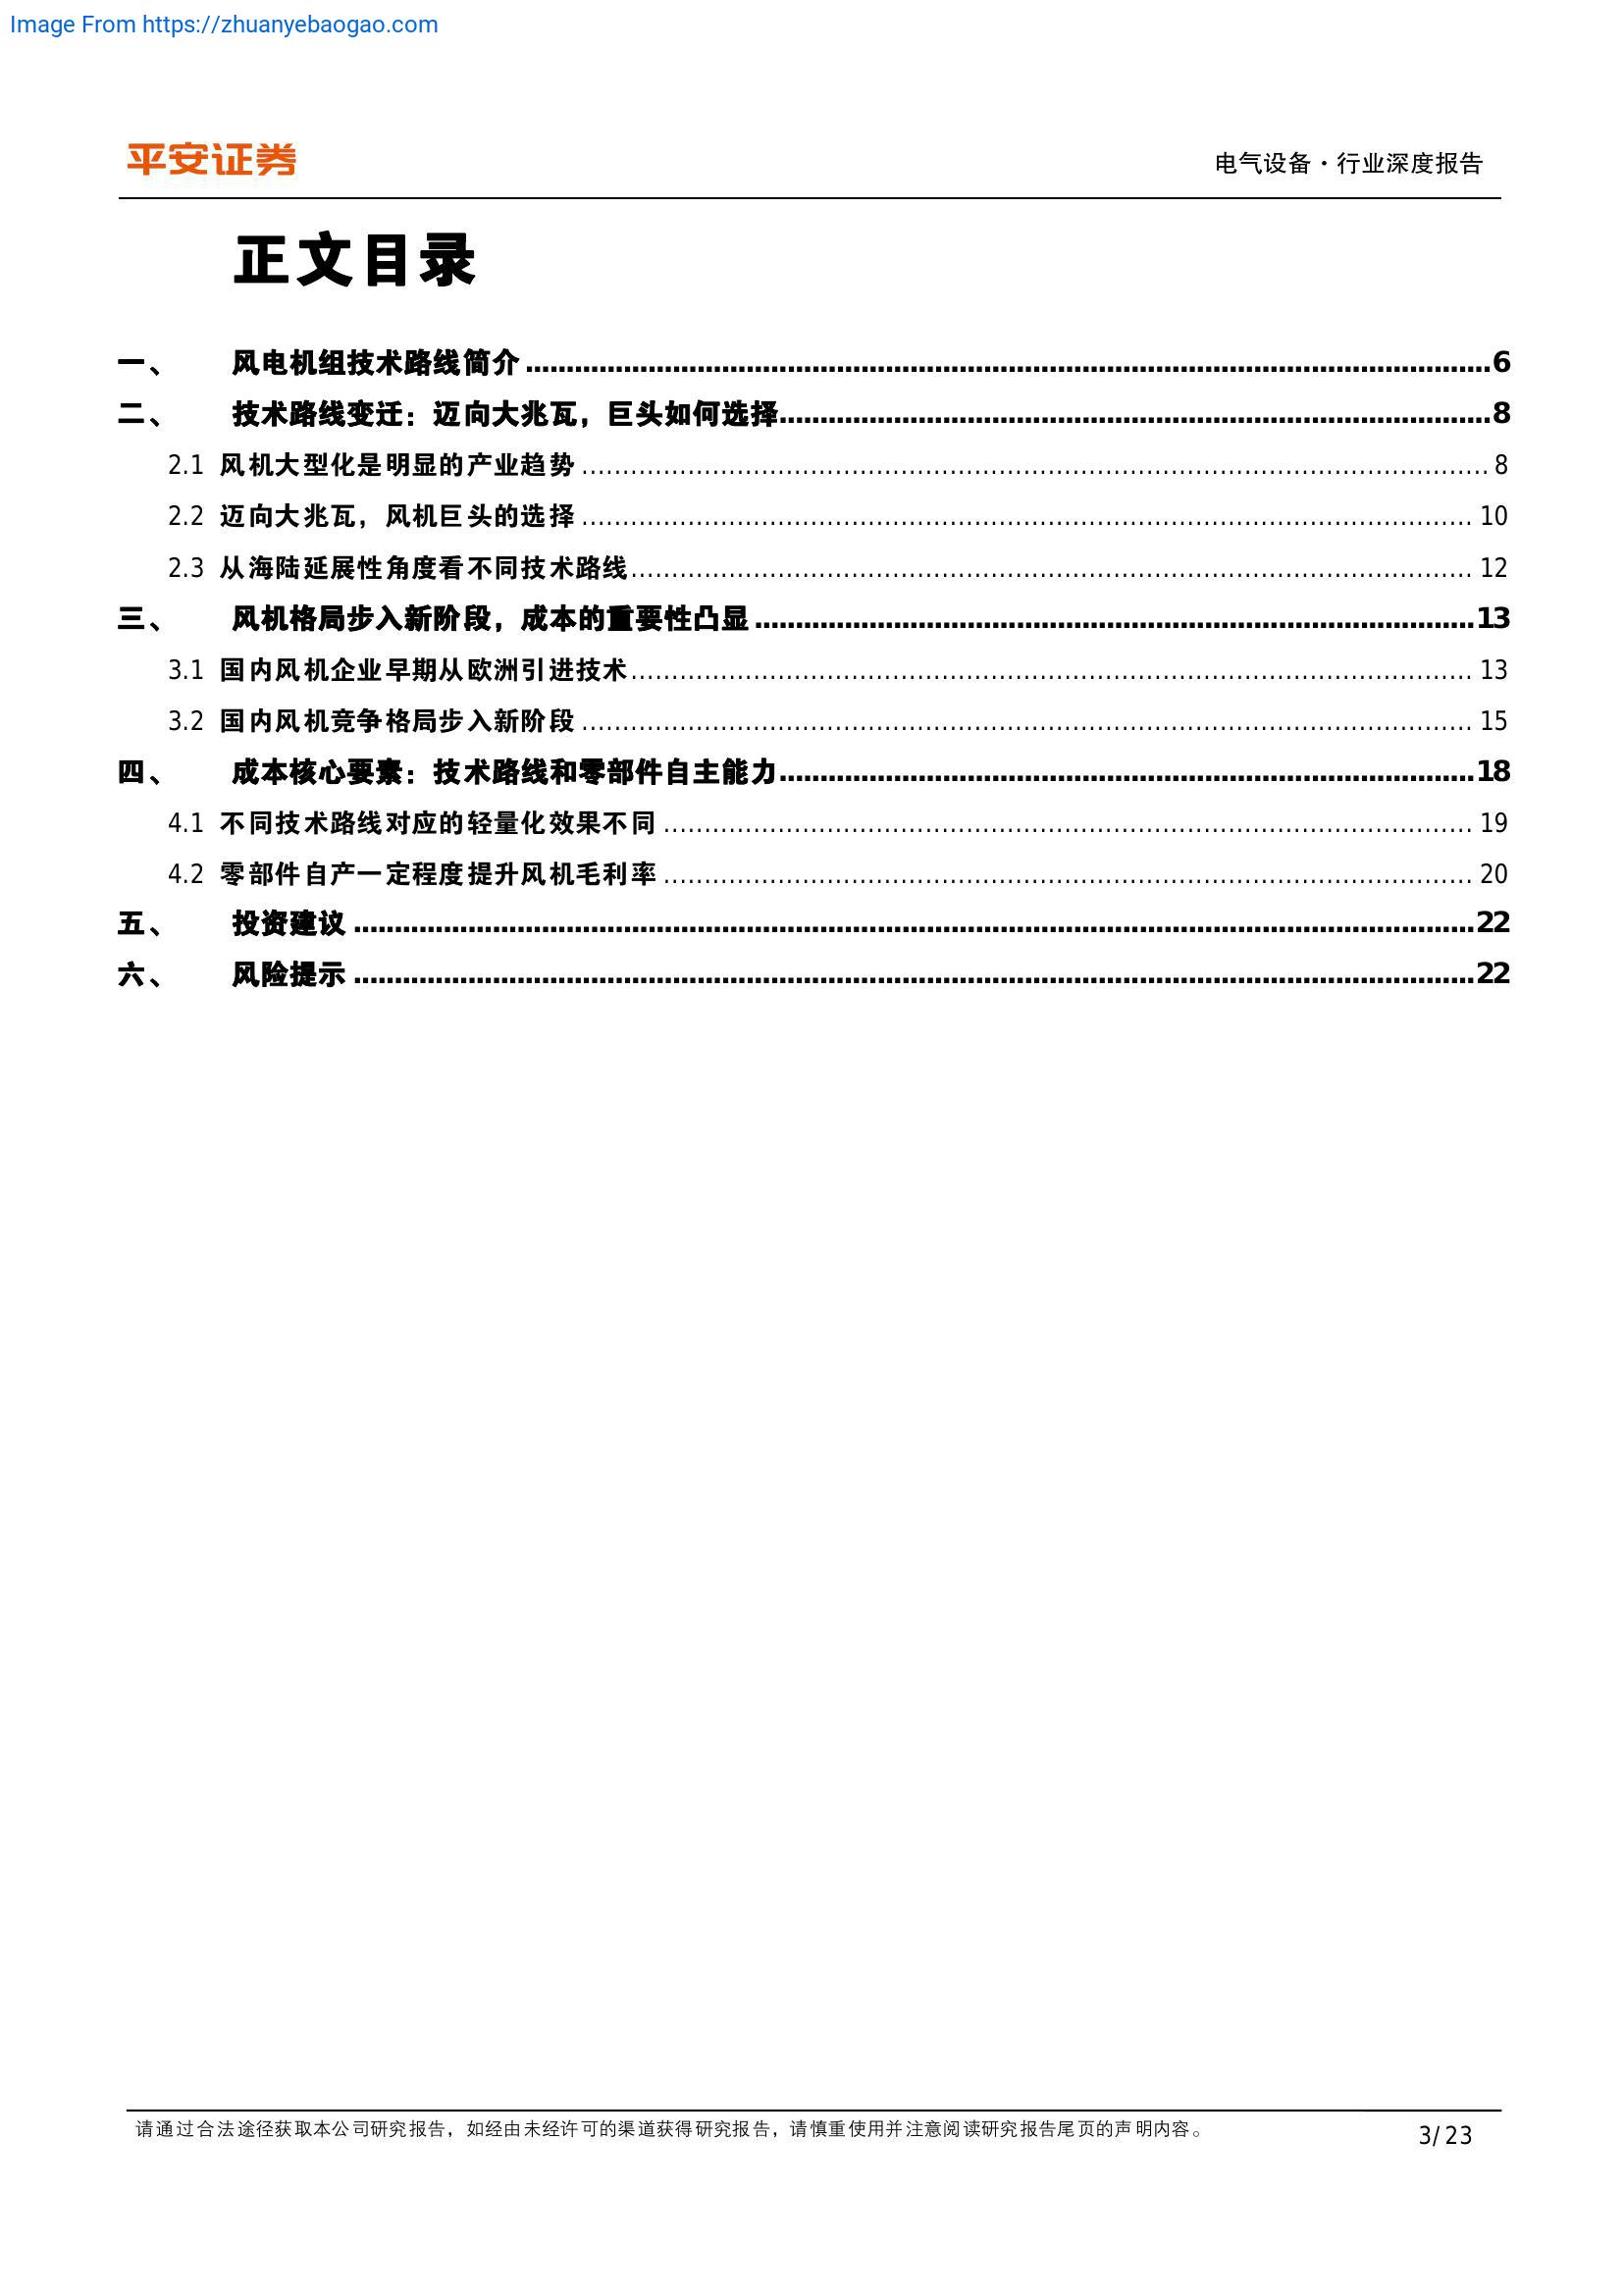 Image From https://zhuanyebaogao.com
平安证券
电气设备·行业深度报告
正文目录
一、 风电机组技术路线简介 ........ 6
二、 技术路线变迁：迈向大兆瓦，巨头如何选择 ........ 8
2.1 风机大型化是明显的产业趋势 ........ 8
2.2 迈向大兆瓦，风机巨头的选择 ........ 10
2.3 从海陆延展性角度看不同技术路线 ........ 12
三、 风机格局步入新阶段，成本的重要性凸显 ........ 13
3.1 国内风机企业早期从欧洲引进技术 ........ 13
3.2 国内风机竞争格局步入新阶段 ........ 15
四、 成本核心要素：技术路线和零部件自主能力 ........ 18
4.1 不同技术路线对应的轻量化效果不同 ........ 19
4.2 零部件自产一定程度提升风机毛利率 ........ 20
五、 投资建议 ........ 22
六、 风险提示 ........ 22
请通过合法途径获取本公司研究报告，如经由未经许可的渠道获得研究报告，请慎重使用并注意阅读研究报告尾页的声明内容。
3/23